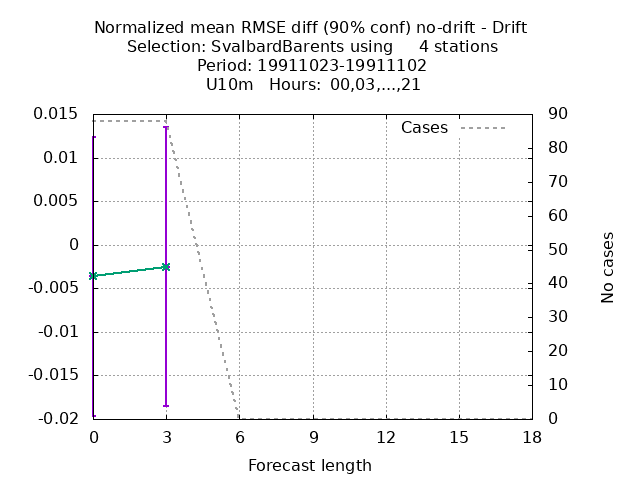 Normalized mean RMSE diff (90% conf) no-drift - Drift
Selection: SvalbardBarents using     4 stations
Period: 19911023-19911102
U10m   Hours:  00,03,...,21
0.015
0.01
0.005
0
-0.005
-0.01
-0.015
-0.02
Cases
90
80
70
60
50
40
30
20
10
0
No cases
0 3 6 9 12 15 18
Forecast length